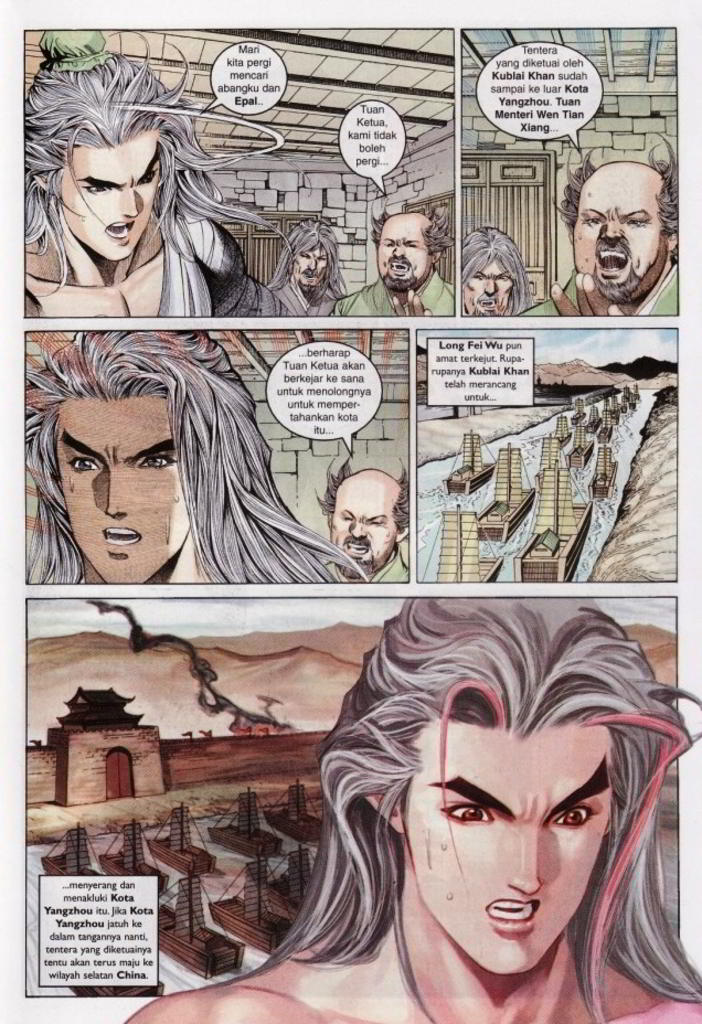 Mari
kita pergi
mencari
abangku dan
Epal..
Tuan
Ketua,
kami tidak
boleh
pergi...
Tentera
yang diketuai oleh
Kublai Khan sudah
sampai ke luar Kota
Yangzhou. Tuan
Menteri Wen Tian
Xiang...
...berharap
Tuan Ketua akan
berkejar ke sana
untuk menolongnya
untuk memper-
tahankan kota
itu...
Long Fei Wu pun
amat terkejut. Rupa-
rupanya Kublai Khan
telah merancang
untuk...
...menyerang dan
menakluki Kota
Yangzhou itu. Jika Kota
Yangzhou jatuh ke
dalam tangannya nanti,
tentera yang diketuainya
tentu akan terus maju ke
wilayah selatan China.